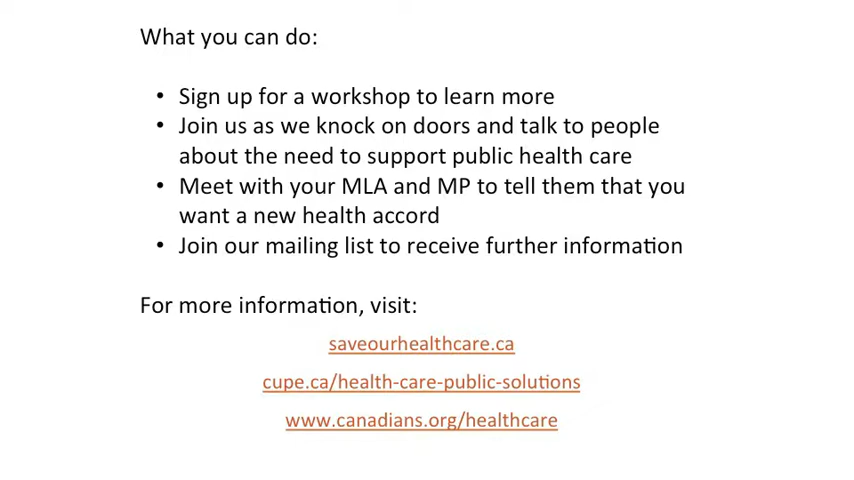 What you can do:
• Sign up for a workshop to learn more
• Join us as we knock on doors and talk to people
about the need to support public health care
• Meet with your MLA and MP to tell them that you
want a new health accord
• Join our mailing list to receive further information
For more information, visit:
saveourhealthcare.ca
cupe.ca/health-care-public-solutions
www.canadians.org/healthcare